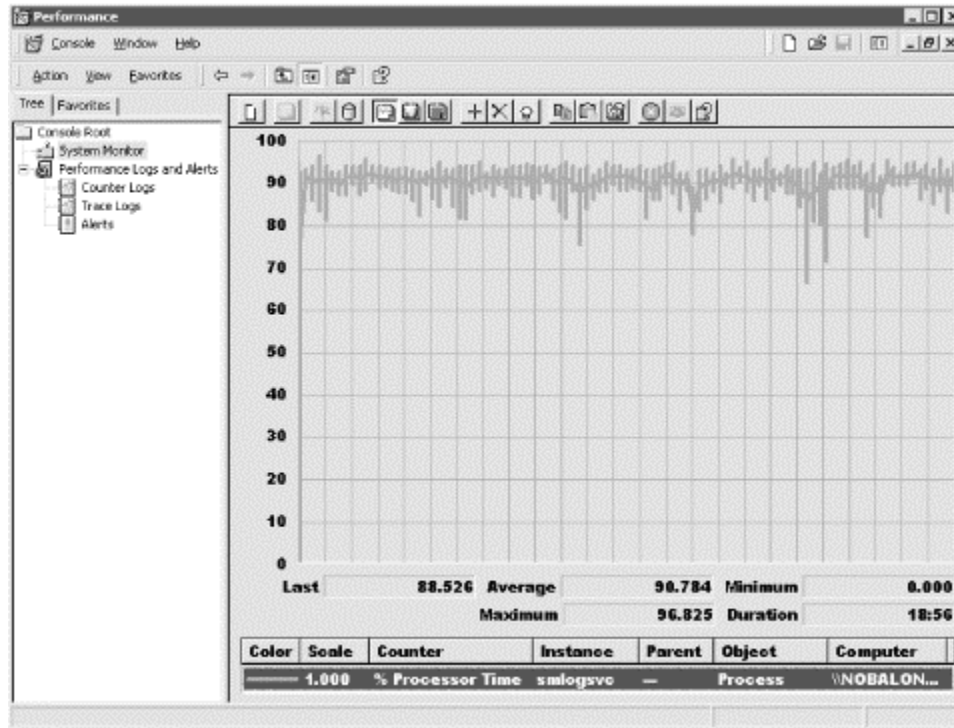 Performance
Console Window Help
Action View Favorites
Tree Favorites
Console Root
System Monitor
Performance Logs and Alerts
Counter Logs
Trace Logs
Alerts
100
90
80
70
60
50
40
30
20
10
0
Last 88.526 Average 90.784 Minimum 0.000
Maximum 96.825 Duration 18:56
Color Scale Counter Instance Parent Object Computer
1.000 % Processor Time smlogsvc — Process \\NOBALON...